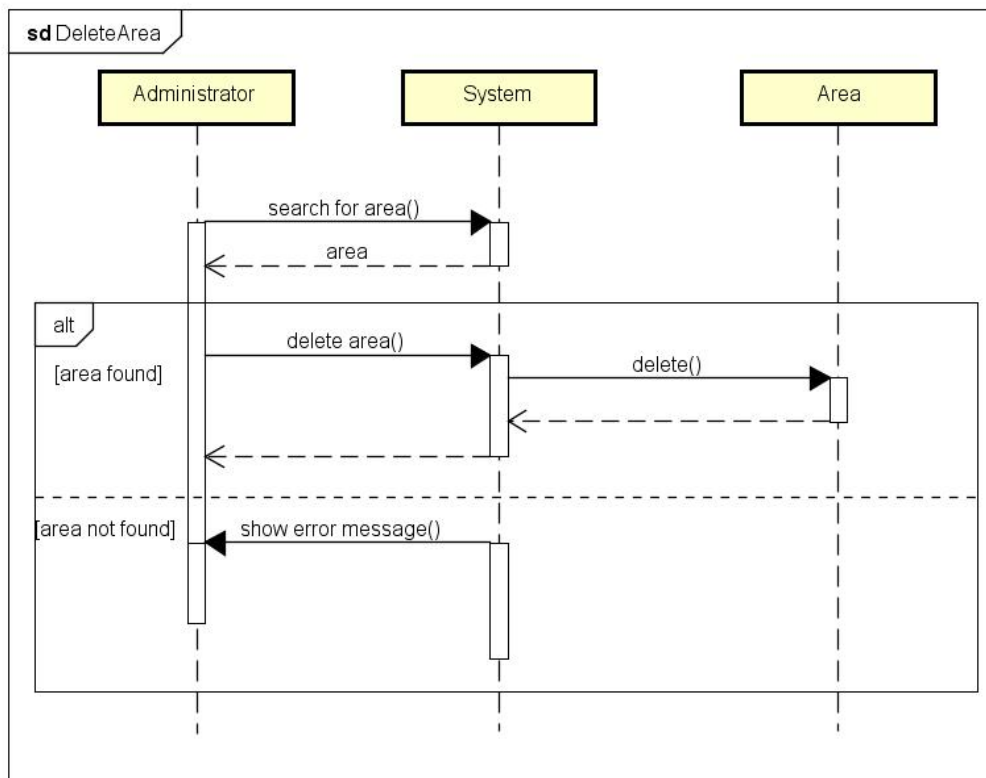 sd DeleteArea
Administrator
System
Area
search for area()
area
alt
delete area()
[area found]
delete()
[area not found]
show error message()